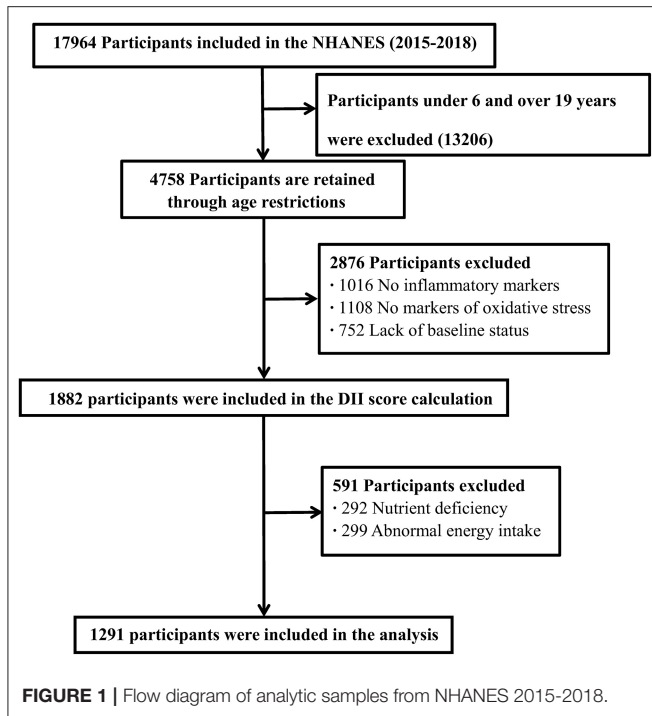 17964 Participants included in the NHANES (2015-2018)
Participants under 6 and over 19 years
were excluded (13206)
4758 Participants are retained
through age restrictions
2876 Participants excluded
· 1016 No inflammatory markers
· 1108 No markers of oxidative stress
· 752 Lack of baseline status
1882 participants were included in the DII score calculation
591 Participants excluded
· 292 Nutrient deficiency
· 299 Abnormal energy intake
1291 participants were included in the analysis
FIGURE 1 | Flow diagram of analytic samples from NHANES 2015-2018.